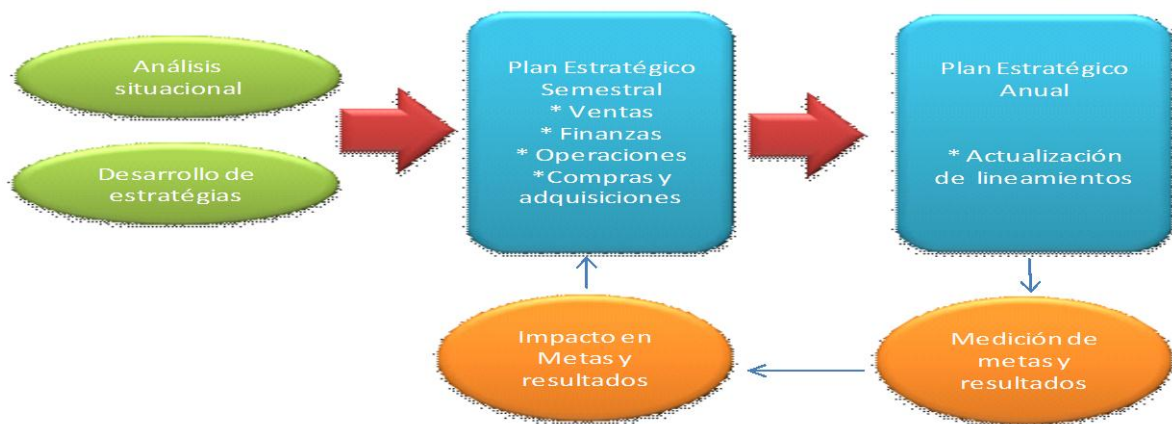 Análisis
situacional
Desarrollo de
estratégias
Plan Estratégico
Semestral
* Ventas
* Finanzas
* Operaciones
*Compras y
adquisiciones
Plan Estratégico
Anual
* Actualización
de lineamientos
Impacto en
Metas y
resultados
Medición de
metas y
resultados